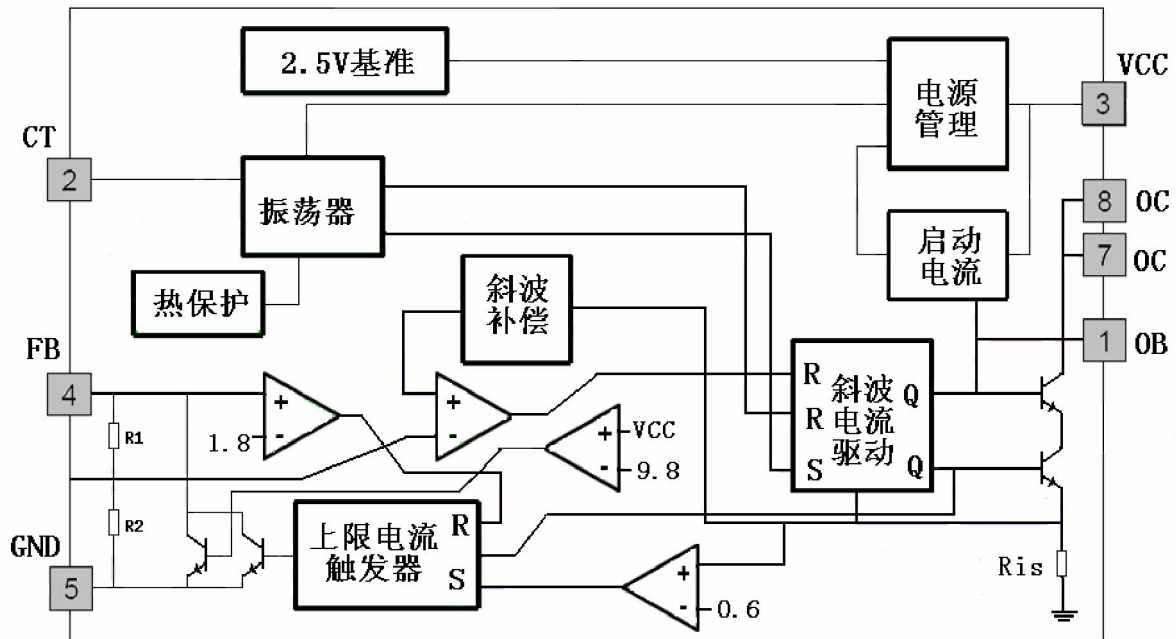 2.5V基准
电源
管理
VCC
3
CT
2
振荡器
8
OC
启动
电流
7
OC
热保护
斜波
补偿
1
OB
FB
4
R
R
S
斜波
电流
驱动
Q
Q
+
-
1.8
+
-
+
-
VCC
9.8
R1
R2
GND
5
上限电流
触发器
R
S
+
-
0.6
Ris